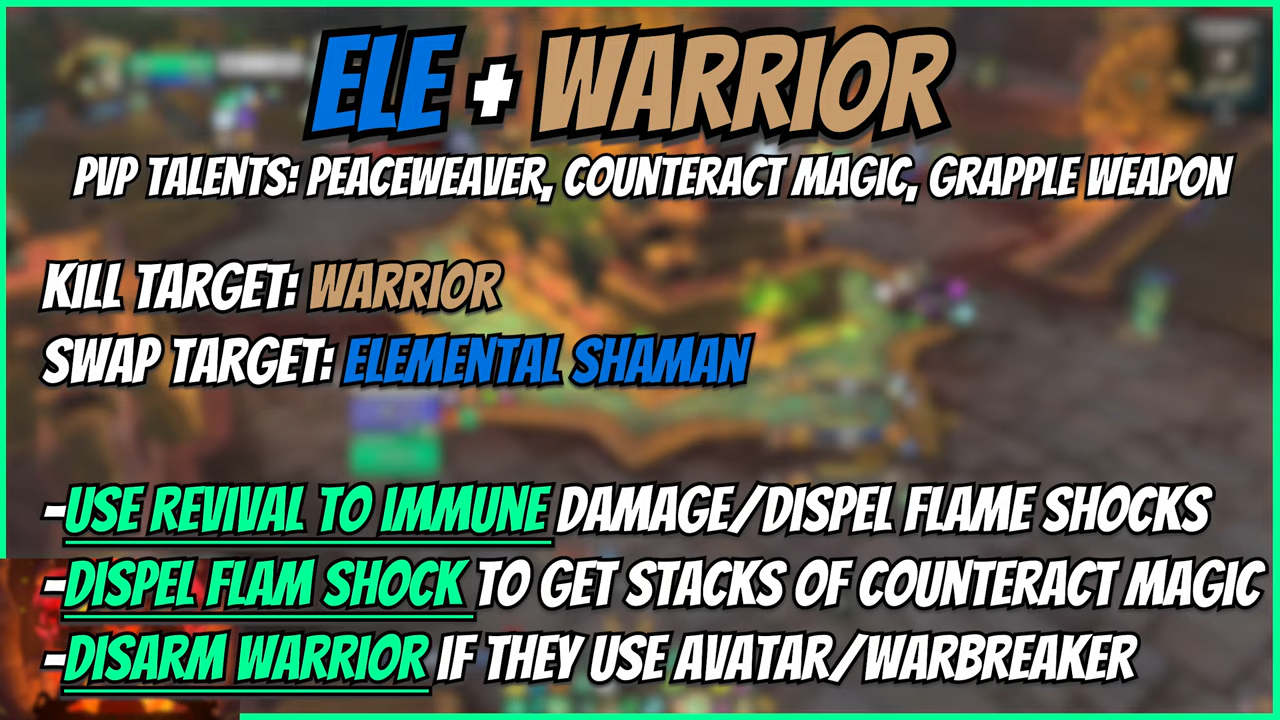 ELE + WARRIOR
PVP TALENTS: PEACEWEAVER, COUNTERACT MAGIC, GRAPPLE WEAPON
KILL TARGET: WARRIOR
SWAP TARGET: ELEMENTAL SHAMAN
-USE REVIVAL TO IMMUNE DAMAGE/DISPEL FLAME SHOCKS
-DISPEL FLAM SHOCK TO GET STACKS OF COUNTERACT MAGIC
-DISARM WARRIOR IF THEY USE AVATAR/WARBREAKER